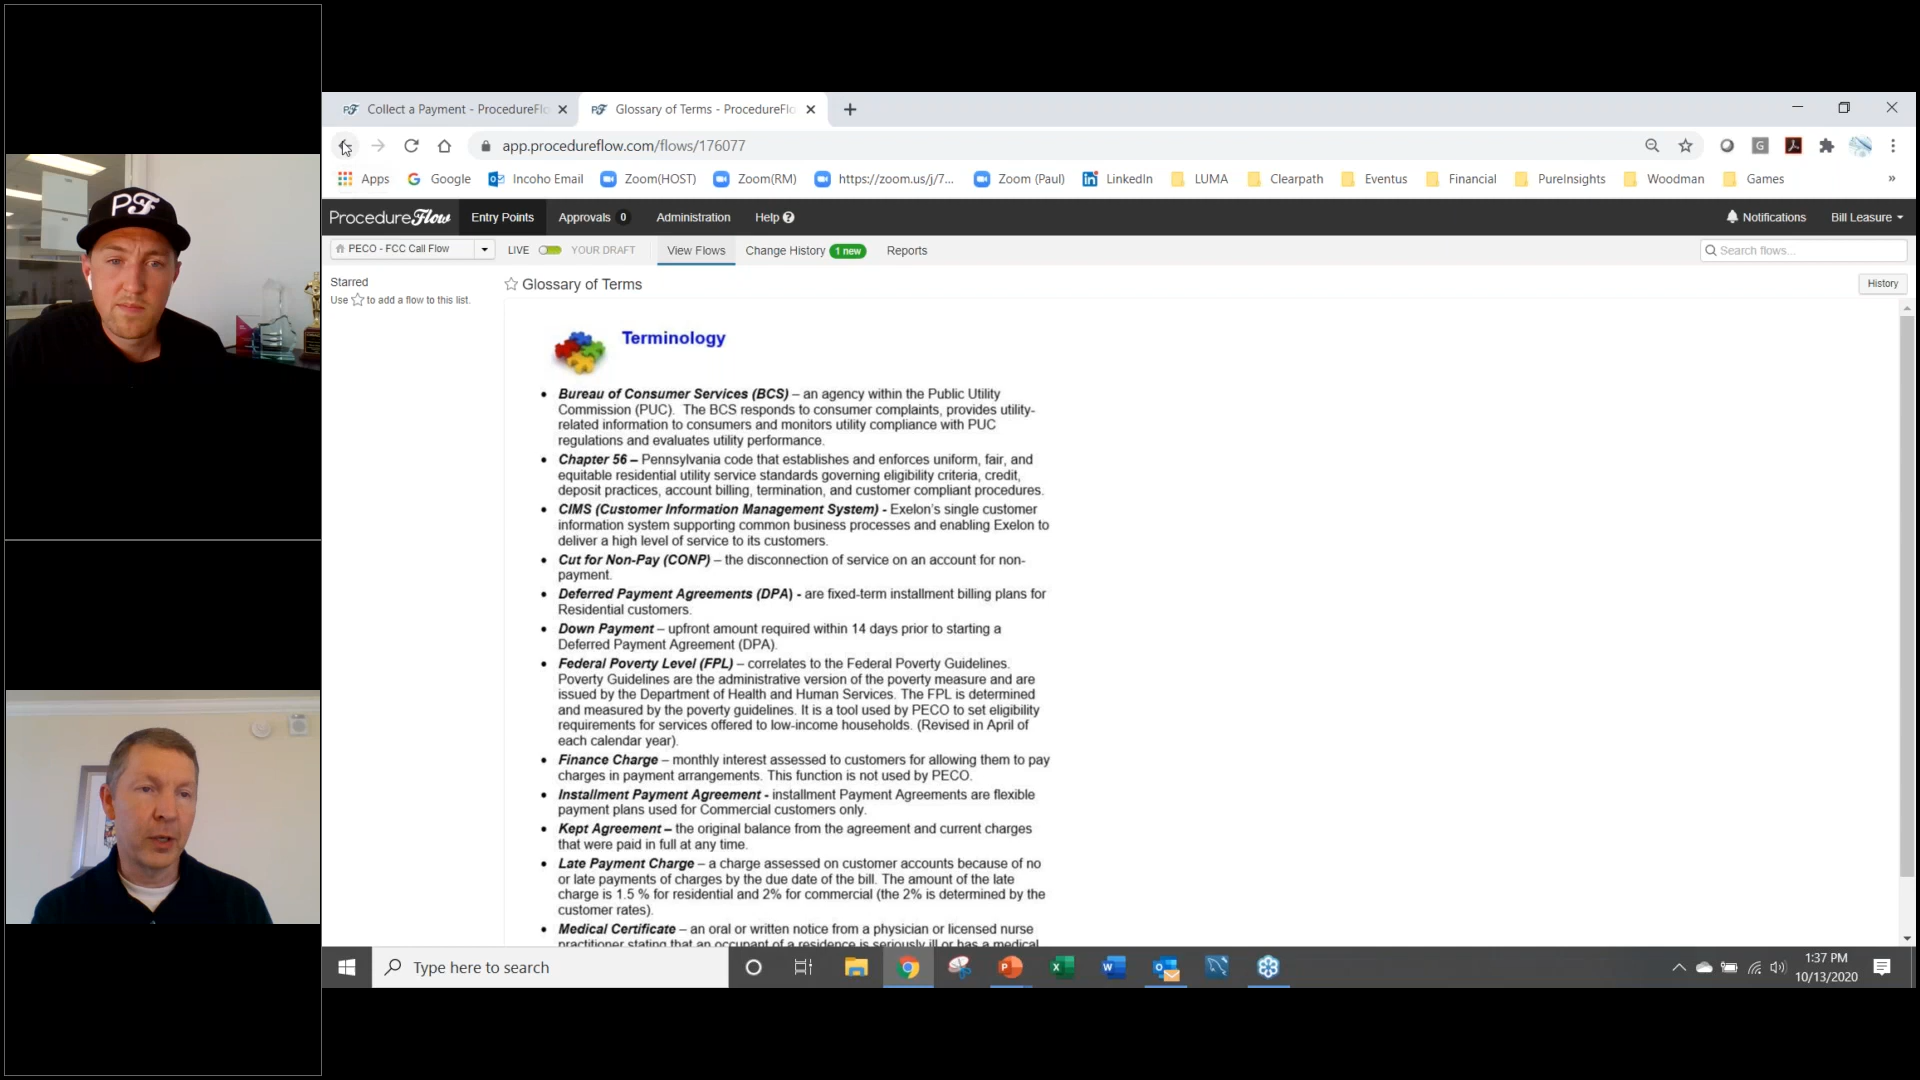 PF
Collect a Payment - ProcedureFlo
Glossary of Terms - ProcedureFlo
app.procedureflow.com/flows/176077
Apps Google Incoho Email Zoom(HOST) Zoom(RM) https://zoom.us/j/7... Zoom (Paul) LinkedIn LUMA Clearpath Eventus Financial PureInsights Woodman Games »
ProcedureFlow Entry Points Approvals 0 Administration Help ? Notifications Bill Leasure
PECO - FCC Call Flow LIVE YOUR DRAFT View Flows Change History 1 new Reports Search flows...
Starred
Use ☆ to add a flow to this list.
Glossary of Terms
History
Terminology
• Bureau of Consumer Services (BCS) – an agency within the Public Utility
Commission (PUC). The BCS responds to consumer complaints, provides utility-
related information to consumers and monitors utility compliance with PUC
regulations and evaluates utility performance.
• Chapter 56 – Pennsylvania code that establishes and enforces uniform, fair, and
equitable residential utility service standards governing eligibility criteria, credit,
deposit practices, account billing, termination, and customer compliant procedures.
• CIMS (Customer Information Management System) - Exelon's single customer
information system supporting common business processes and enabling Exelon to
deliver a high level of service to its customers.
• Cut for Non-Pay (CONP) – the disconnection of service on an account for non-
payment.
• Deferred Payment Agreements (DPA) - are fixed-term installment billing plans for
Residential customers.
• Down Payment – upfront amount required within 14 days prior to starting a
Deferred Payment Agreement (DPA).
• Federal Poverty Level (FPL) – correlates to the Federal Poverty Guidelines.
Poverty Guidelines are the administrative version of the poverty measure and are
issued by the Department of Health and Human Services. The FPL is determined
and measured by the poverty guidelines. It is a tool used by PECO to set eligibility
requirements for services offered to low-income households. (Revised in April of
each calendar year).
• Finance Charge – monthly interest assessed to customers for allowing them to pay
charges in payment arrangements. This function is not used by PECO.
• Installment Payment Agreement - installment Payment Agreements are flexible
payment plans used for Commercial customers only.
• Kept Agreement – the original balance from the agreement and current charges
that were paid in full at any time.
• Late Payment Charge – a charge assessed on customer accounts because of no
or late payments of charges by the due date of the bill. The amount of the late
charge is 1.5 % for residential and 2% for commercial (the 2% is determined by the
customer rates).
• Medical Certificate – an oral or written notice from a physician or licensed nurse
practitioner stating that an occupant of a residence is seriously ill or has a medical
Type here to search
1:37 PM
10/13/2020